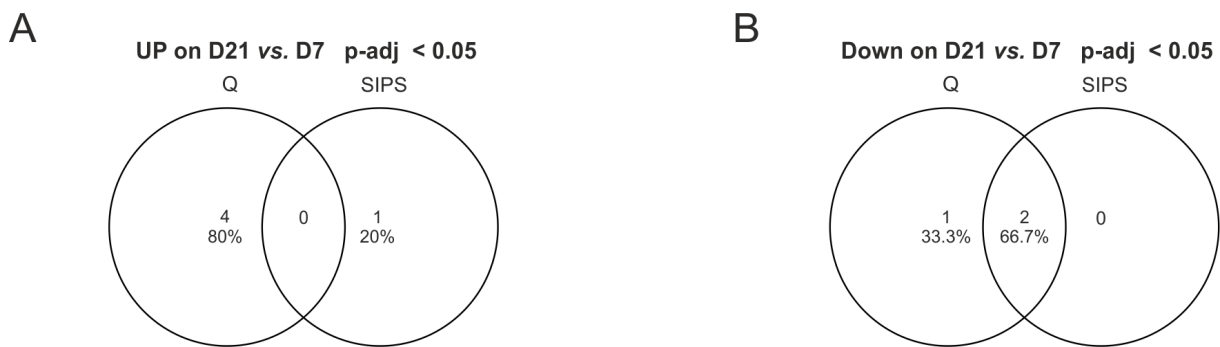 A
UP on D21 vs. D7 p-adj < 0.05
Q SIPS
4 0 1
80% 20%
B
Down on D21 vs. D7 p-adj < 0.05
Q SIPS
1 2 0
33.3% 66.7%